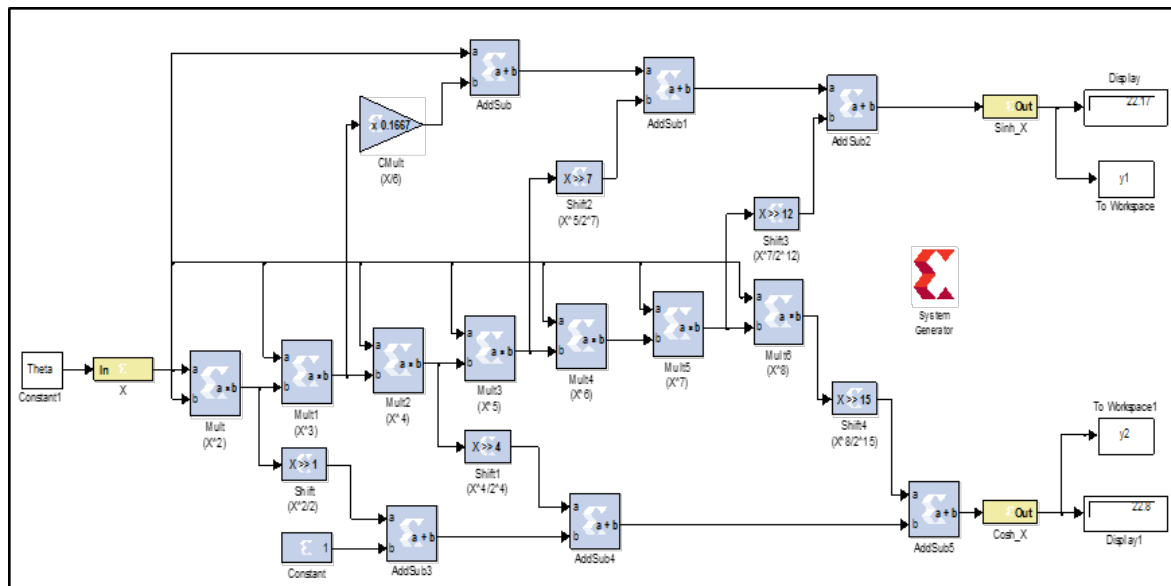 a
b
a + b
AddSub
a
b
a + b
AddSub1
a
b
a + b
AddSub2
Out
Sinh_X
Display
22.17
y1
To Workspace
x 0.1667
CMult
(X/6)
X >> 7
Shift2
(X^5/2^7)
X >> 12
Shift3
(X^7/2^12)
System
Generator
Theta
Constant1
In
X
a
b
a * b
Mult
(X^2)
a
b
a * b
Mult1
(X^3)
a
b
a * b
Mult2
(X^4)
a
b
a * b
Mult3
(X^5)
a
b
a * b
Mult4
(X^6)
a
b
a * b
Mult5
(X^7)
a
b
a * b
Mult6
(X^8)
X >> 1
Shift
(X^2/2)
X >> 4
Shift1
(X^4/2^4)
X >> 15
Shift4
(X^8/2^15)
1
Constant
a
b
a + b
AddSub3
a
b
a + b
AddSub4
a
b
a + b
AddSub5
Out
Cosh_X
To Workspace1
y2
22.8
Display1